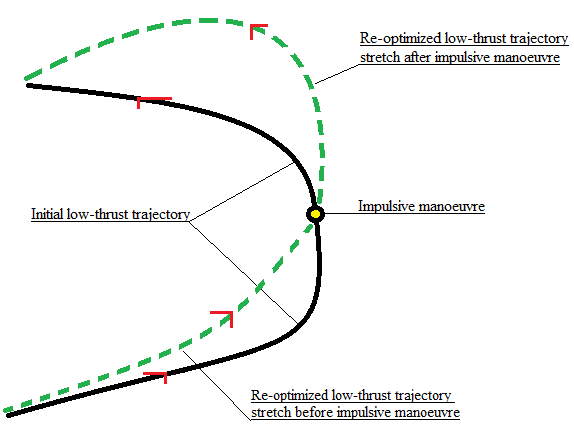 Re-optimized low-thrust trajectory
stretch after impulsive manoeuvre
Impulsive manoeuvre
Initial low-thrust trajectory
Re-optimized low-thrust trajectory
stretch before impulsive manoeuvre